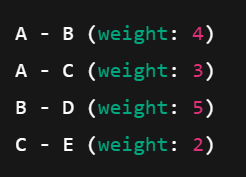 A - B (weight: 4)
A - C (weight: 3)
B - D (weight: 5)
C - E (weight: 2)